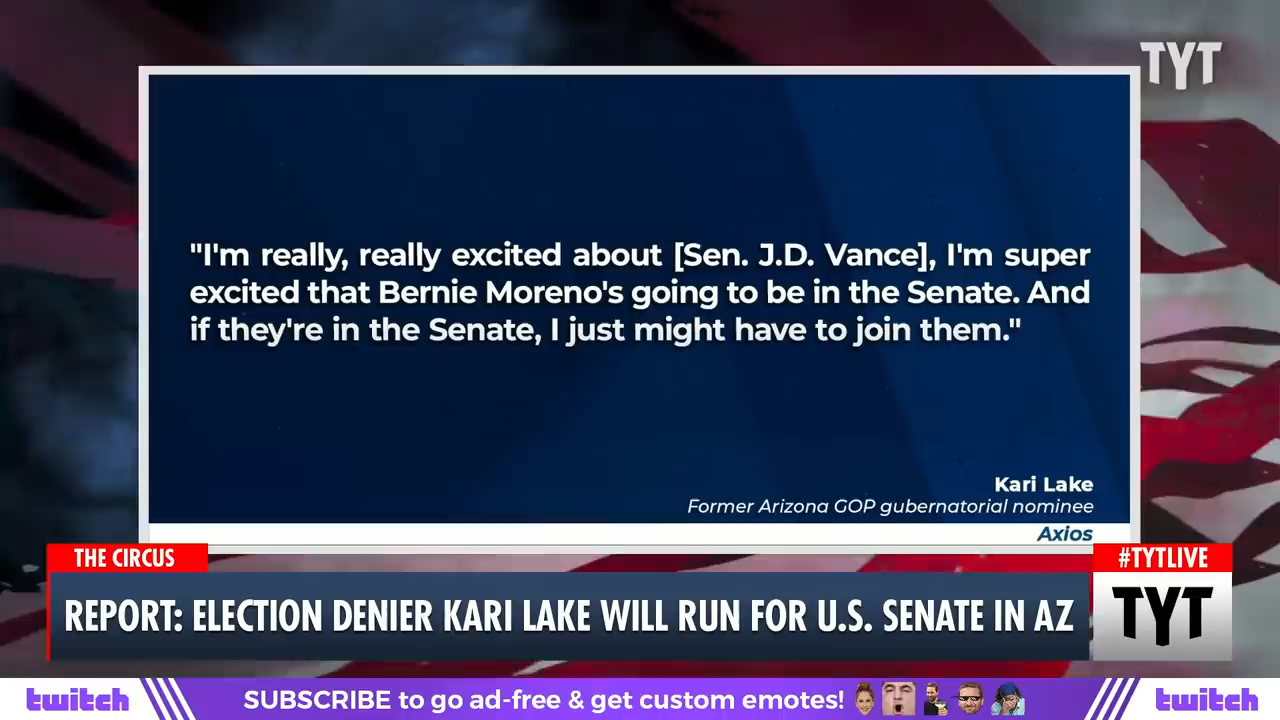 TYT
"I'm really, really excited about [Sen. J.D. Vance], I'm super
excited that Bernie Moreno's going to be in the Senate. And
if they're in the Senate, I just might have to join them."
Kari Lake
Former Arizona GOP gubernatorial nominee
Axios
THE CIRCUS
#TYTLIVE
REPORT: ELECTION DENIER KARI LAKE WILL RUN FOR U.S. SENATE IN AZ
TYT
twitch
SUBSCRIBE to go ad-free & get custom emotes!
twitch